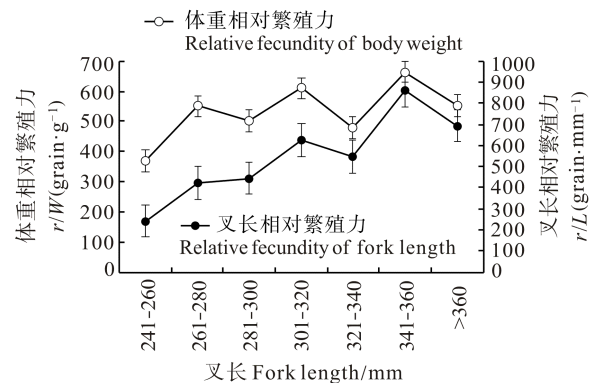 体重相对繁殖力
Relative fecundity of body weight
700
600
500
400
300
200
100
0
体重相对繁殖力
r/W(grain·g⁻¹)
1000
900
800
700
600
500
400
300
200
100
0
叉长相对繁殖力
r/L(grain·mm⁻¹)
叉长相对繁殖力
Relative fecundity of fork length
241-260
261-280
281-300
301-320
321-340
341-360
>360
叉长 Fork length/mm